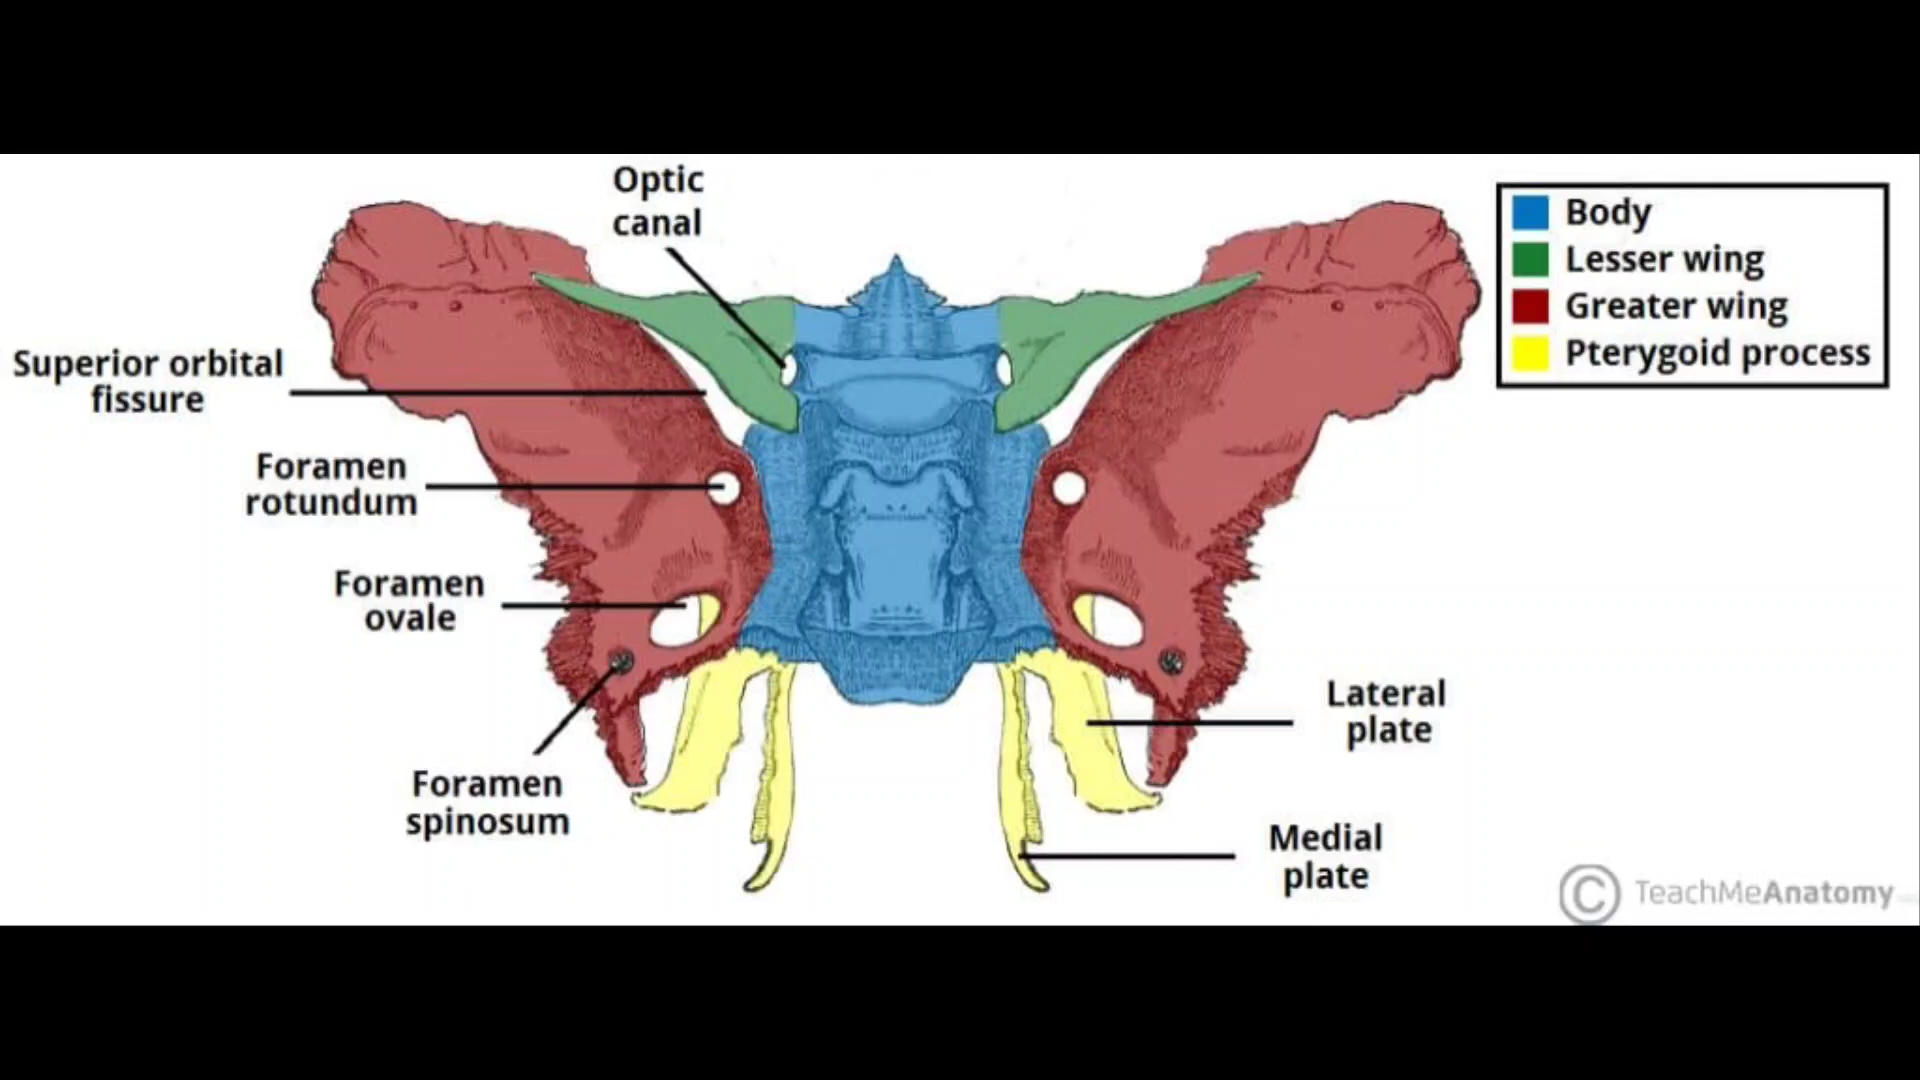 Optic
canal
Superior orbital
fissure
Foramen
rotundum
Foramen
ovale
Foramen
spinosum
Body
Lesser wing
Greater wing
Pterygoid process
Lateral
plate
Medial
plate
© TeachMeAnatomy